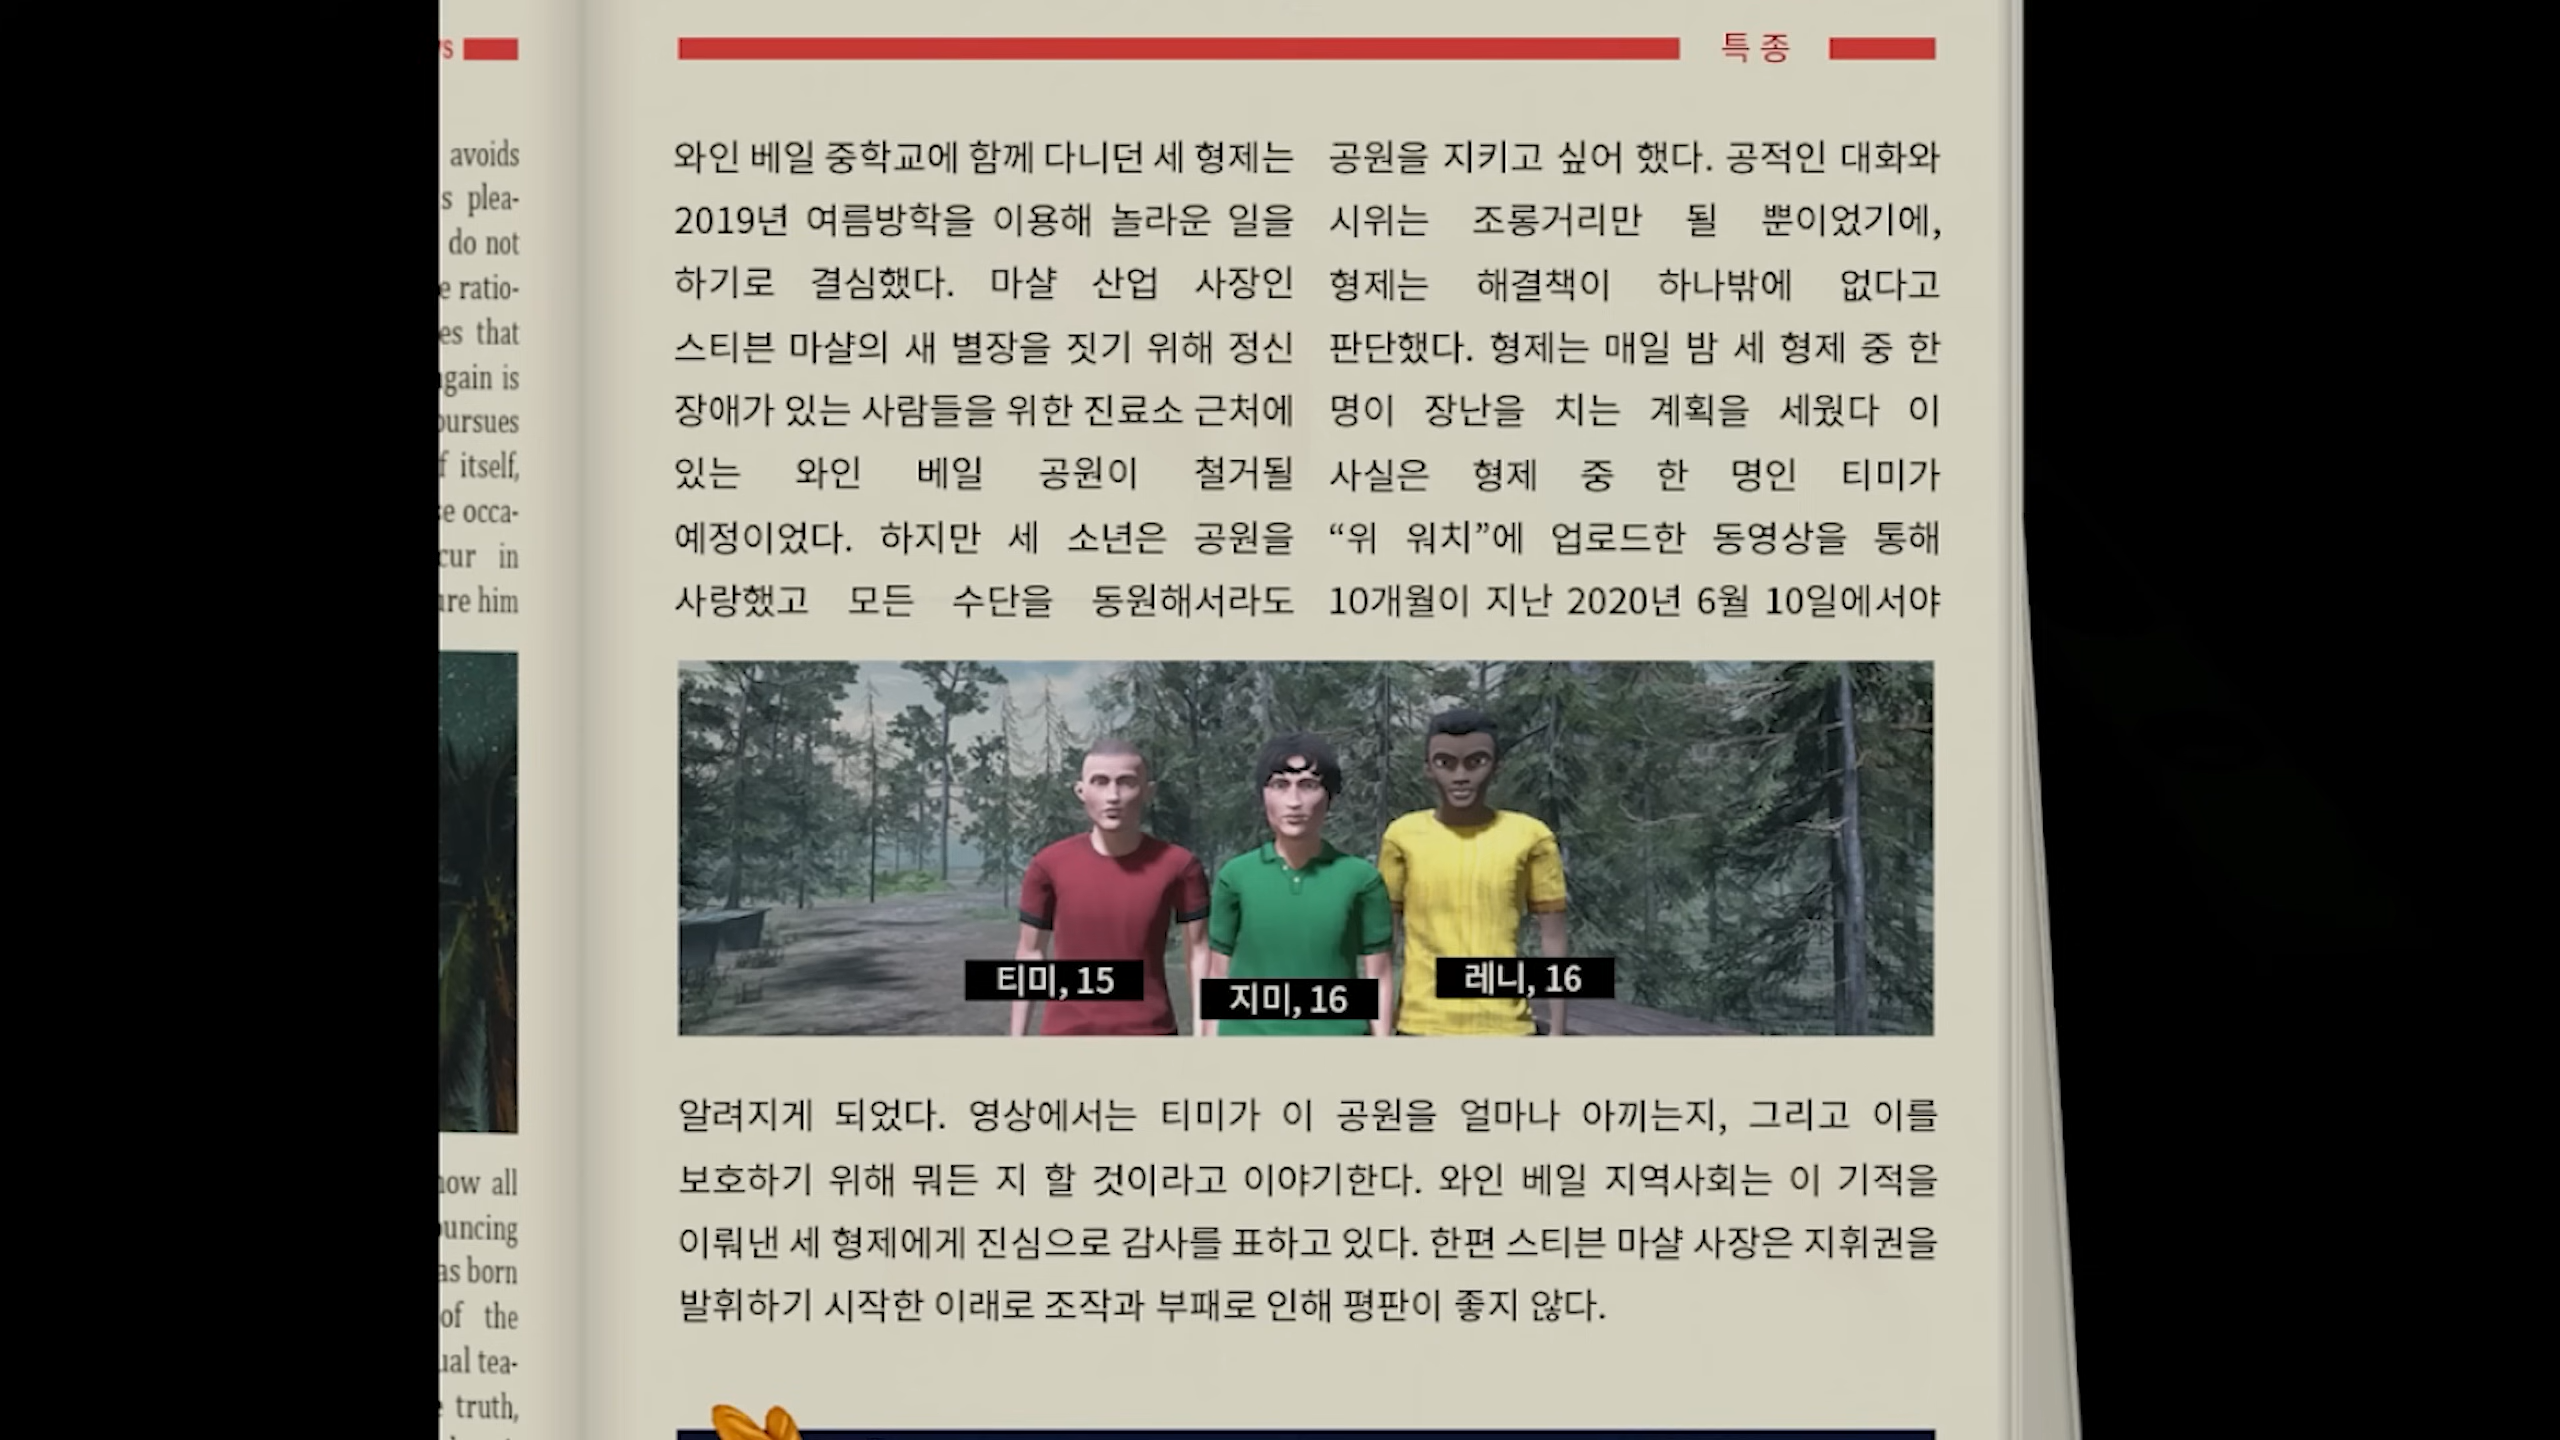 avoids
plea-
do not
ratio-
that
is
itself,
occa-
in
him
now all
born
of the
tea-
truth,
특종
와인 베일 중학교에 함께 다니던 세 형제는
2019년 여름방학을 이용해 놀라운 일을
하기로 결심했다. 마샬 산업 사장인
스티븐 마샬의 새 별장을 짓기 위해 정신
장애가 있는 사람들을 위한 진료소 근처에
있는 와인 베일 공원이 철거될
예정이었다. 하지만 세 소년은 공원을
사랑했고 모든 수단을 동원해서라도
공원을 지키고 싶어 했다. 공적인 대화와
시위는 조롱거리만 될 뿐이었기에,
형제는 해결책이 하나밖에 없다고
판단했다. 형제는 매일 밤 세 형제 중 한
명이 장난을 치는 계획을 세웠다 이
사실은 형제 중 한 명인 티미가
“위 워치”에 업로드한 동영상을 통해
10개월이 지난 2020년 6월 10일에서야
티미, 15
지미, 16
레니, 16
알려지게 되었다. 영상에서는 티미가 이 공원을 얼마나 아끼는지, 그리고 이를
보호하기 위해 뭐든 지 할 것이라고 이야기한다. 와인 베일 지역사회는 이 기적을
이뤄낸 세 형제에게 진심으로 감사를 표하고 있다. 한편 스티븐 마샬 사장은 지휘권을
발휘하기 시작한 이래로 조작과 부패로 인해 평판이 좋지 않다.